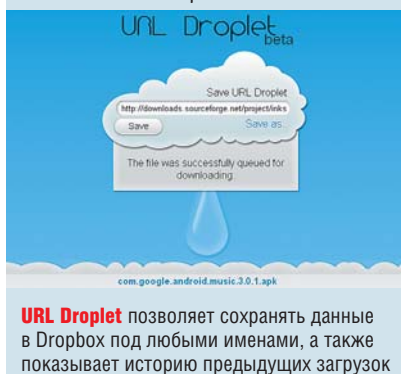 URL Droplet
beta
Save URL Droplet
http://downloads.sourceforge.net/project/inks
Save
Save as...
The file was successfully queued for
downloading.
com.google.android.music.3.0.1.apk
URL Droplet позволяет сохранять данные
в Dropbox под любыми именами, а также
показывает историю предыдущих загрузок